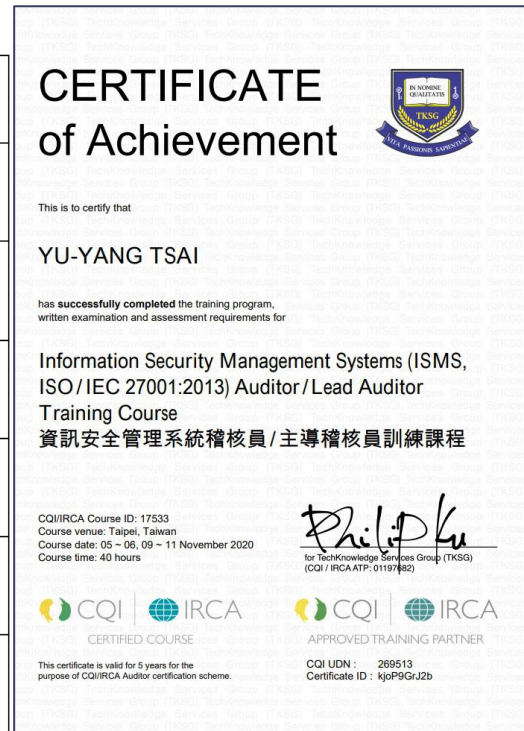 CERTIFICATE
of Achievement
IN NOMINE
QUALITATIS
TKSG
VITA PASSIONIS SAPIENTIAE
This is to certify that
YU-YANG TSAI
has successfully completed the training program,
written examination and assessment requirements for
Information Security Management Systems (ISMS,
ISO / IEC 27001:2013) Auditor / Lead Auditor
Training Course
資訊安全管理系統稽核員/主導稽核員訓練課程
CQI/IRCA Course ID: 17533
Course venue: Taipei, Taiwan
Course date: 05 ~ 06, 09 ~ 11 November 2020
Course time: 40 hours
Philip Ku
for TechKnowledge Services Group (TKSG)
(CQI / IRCA ATP: 01197682)
CQI IRCA
CERTIFIED COURSE
CQI IRCA
APPROVED TRAINING PARTNER
This certificate is valid for 5 years for the
purpose of CQI/IRCA Auditor certification scheme.
CQI UDN : 269513
Certificate ID : kjoP9GrJ2b